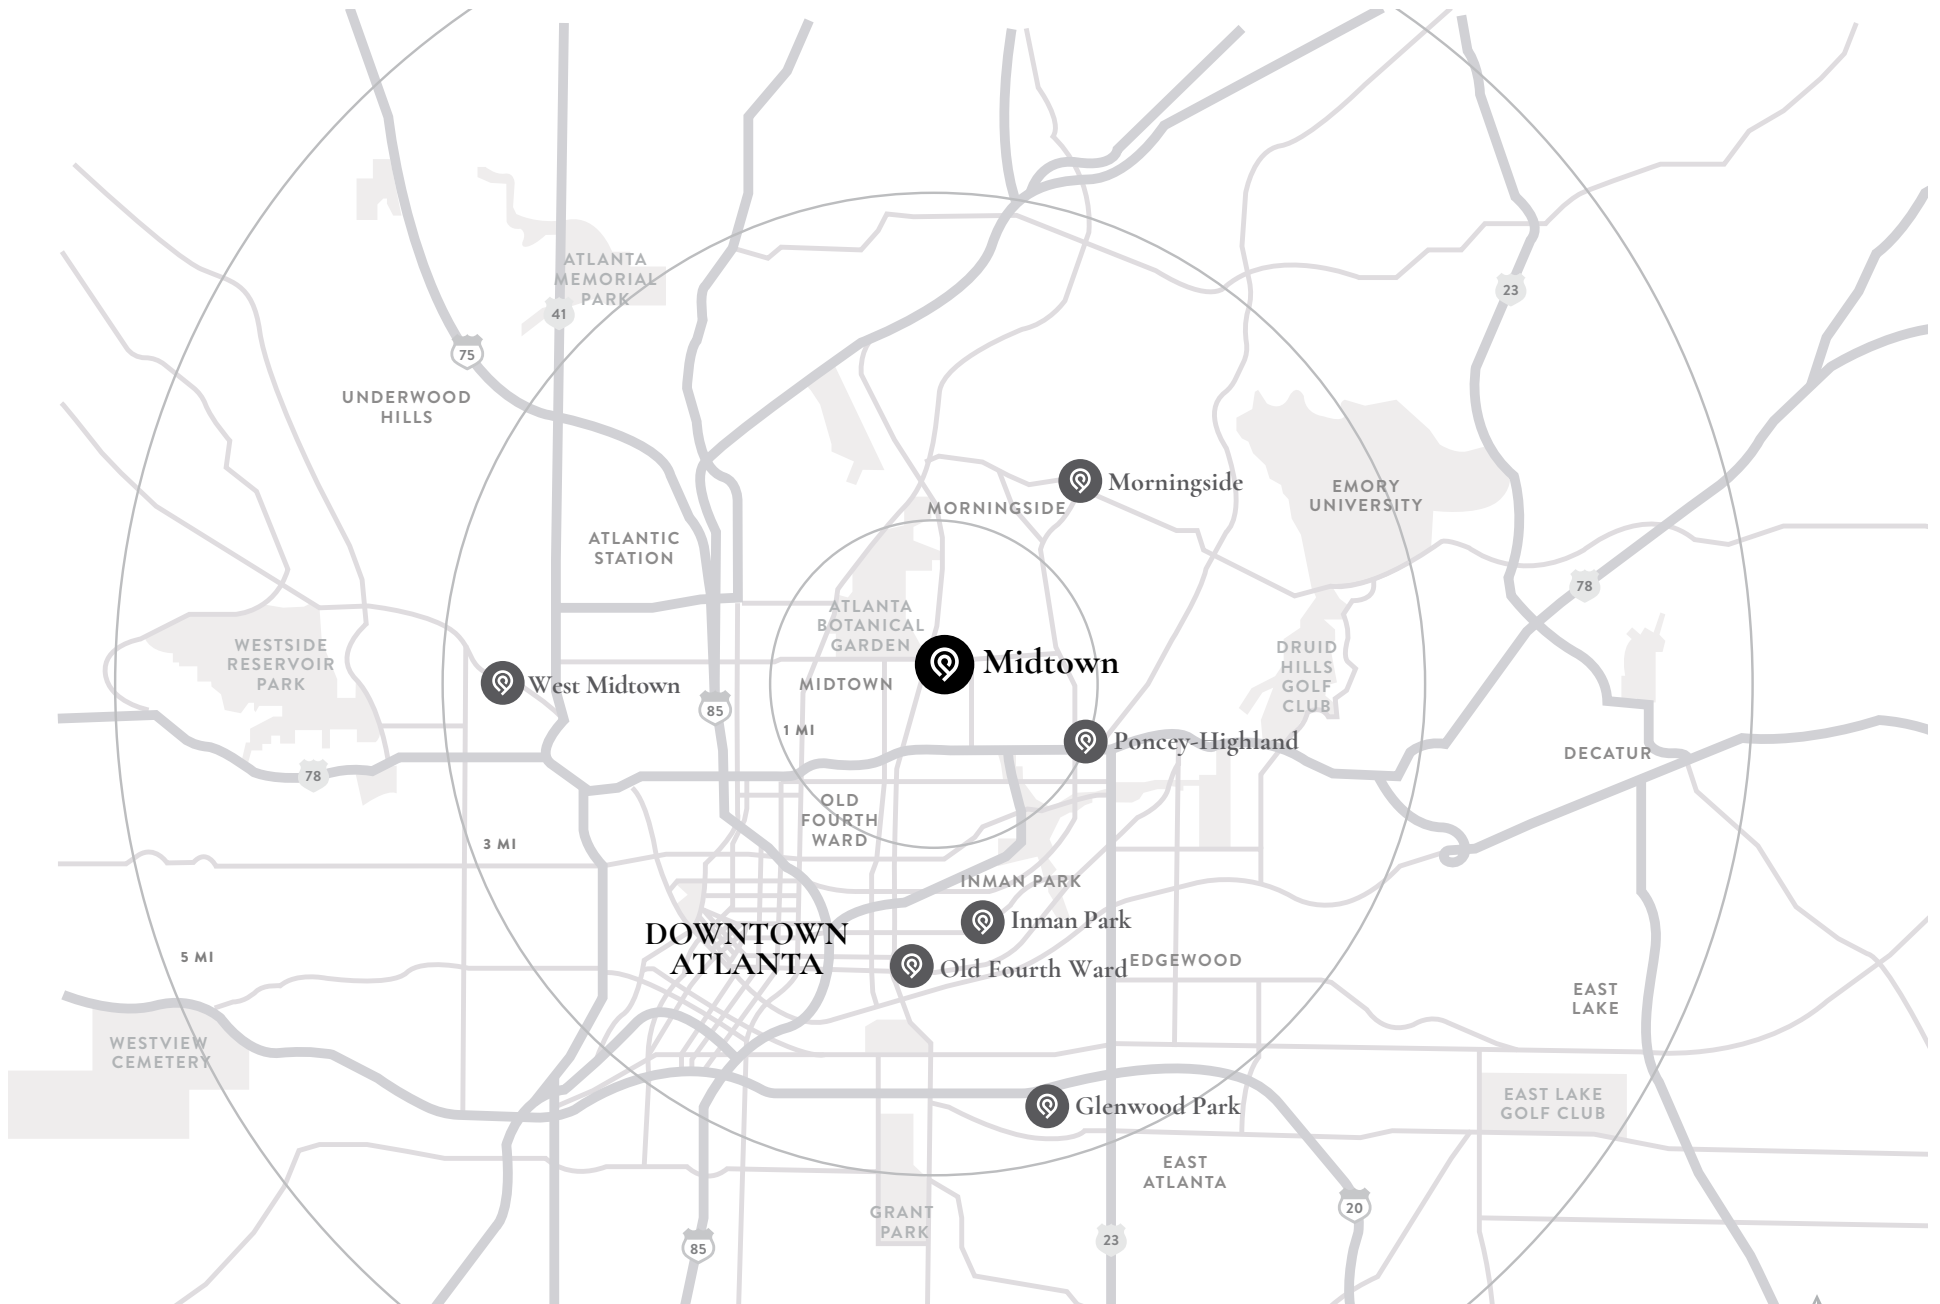 ATLANTA
MEMORIAL
PARK
23
41
75
UNDERWOOD
HILLS
Morningside
EMORY
UNIVERSITY
MORNINGSIDE
ATLANTIC
STATION
78
ATLANTA
BOTANICAL
GARDEN
WESTSIDE
RESERVOIR
PARK
DRUID
HILLS
GOLF
CLUB
Midtown
West Midtown
MIDTOWN
85
1 MI
Poncey-Highland
DECATUR
78
OLD
FOURTH
WARD
3 MI
INMAN PARK
Inman Park
DOWNTOWN
ATLANTA
5 MI
Old Fourth Ward
EDGEWOOD
EAST
LAKE
WESTVIEW
CEMETERY
EAST LAKE
GOLF CLUB
Glenwood Park
EAST
ATLANTA
20
GRANT
PARK
85
23